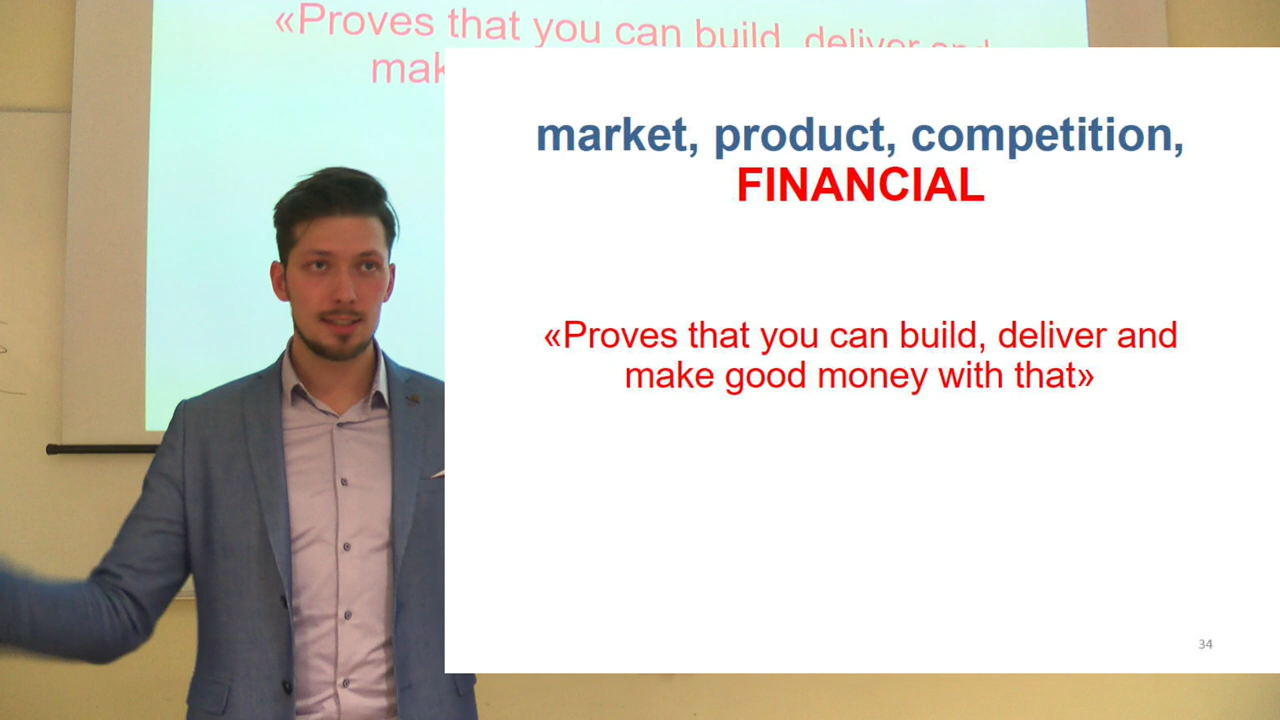 «Proves that you can build, deliver and
mak
market, product, competition,
FINANCIAL
«Proves that you can build, deliver and
make good money with that»
34